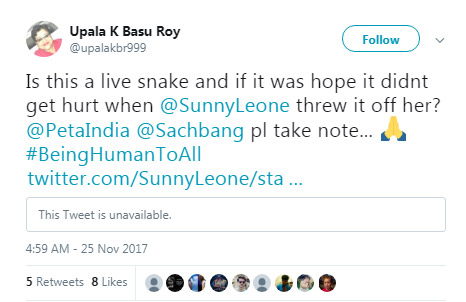 Upala K Basu Roy
@upalakbr999
Follow
Is this a live snake and if it was hope it didnt
get hurt when @SunnyLeone threw it off her?
@PetaIndia @Sachbang pl take note... 🙏
#BeingHumanToAll
twitter.com/SunnyLeone/sta ...
This Tweet is unavailable.
4:59 AM - 25 Nov 2017
5 Retweets 8 Likes